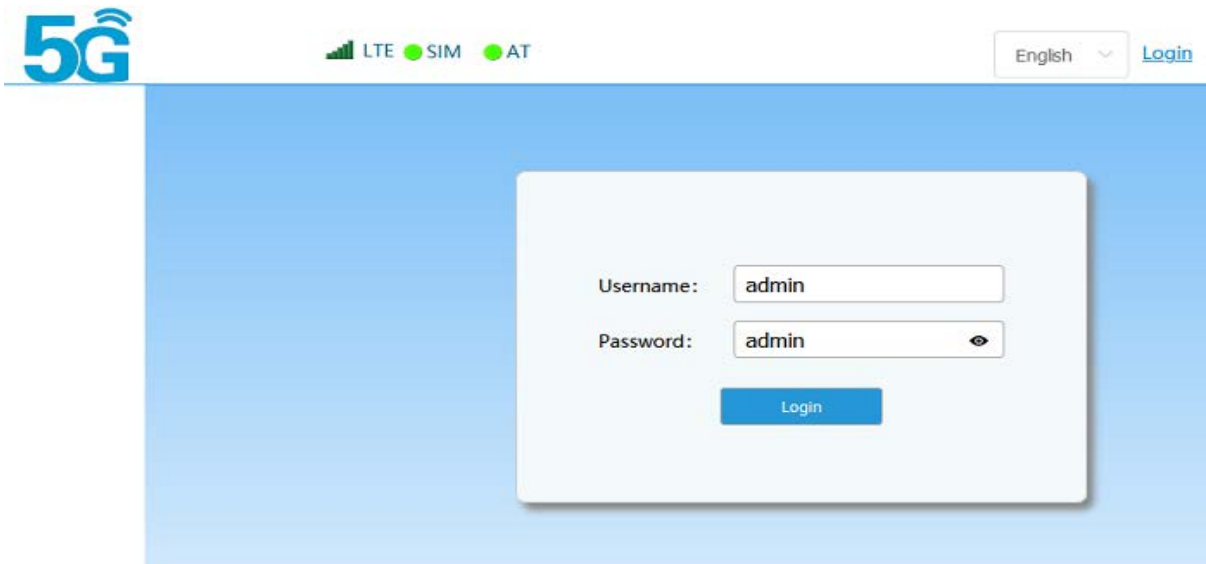 5G
LTE SIM AT
English Login
Username: admin
Password: admin
Login